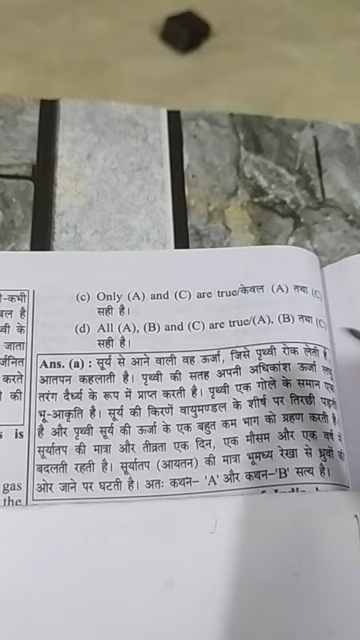 -कभी
बल है
वी के
जाता
र्जनित
करते
की
s is
gas
the
(c) Only (A) and (C) are true/केवल (A) तथा (C)
सही है।
(d) All (A), (B) and (C) are true/(A), (B) तथा (C)
सही है।
Ans. (a) : सूर्य से आने वाली वह ऊर्जा, जिसे पृथ्वी रोक लेती है
आतपन कहलाती है। पृथ्वी की सतह अपनी अधिकांश ऊर्जा लघु
तरंग दैर्ध्य के रूप में प्राप्त करती है। पृथ्वी एक गोले के समान एक
भू-आकृति है। सूर्य की किरणें वायुमण्डल के शीर्ष पर तिरछी पड़ती
है और पृथ्वी सूर्य की ऊर्जा के एक बहुत कम भाग को ग्रहण करती है
सूर्यातप की मात्रा और तीव्रता एक दिन, एक मौसम और एक वर्ष में
बदलती रहती है। सूर्यातप (आयतन) की मात्रा भूमध्य रेखा से ध्रुवों की
ओर जाने पर घटती है। अतः कथन– 'A' और कथन–'B' सत्य है।